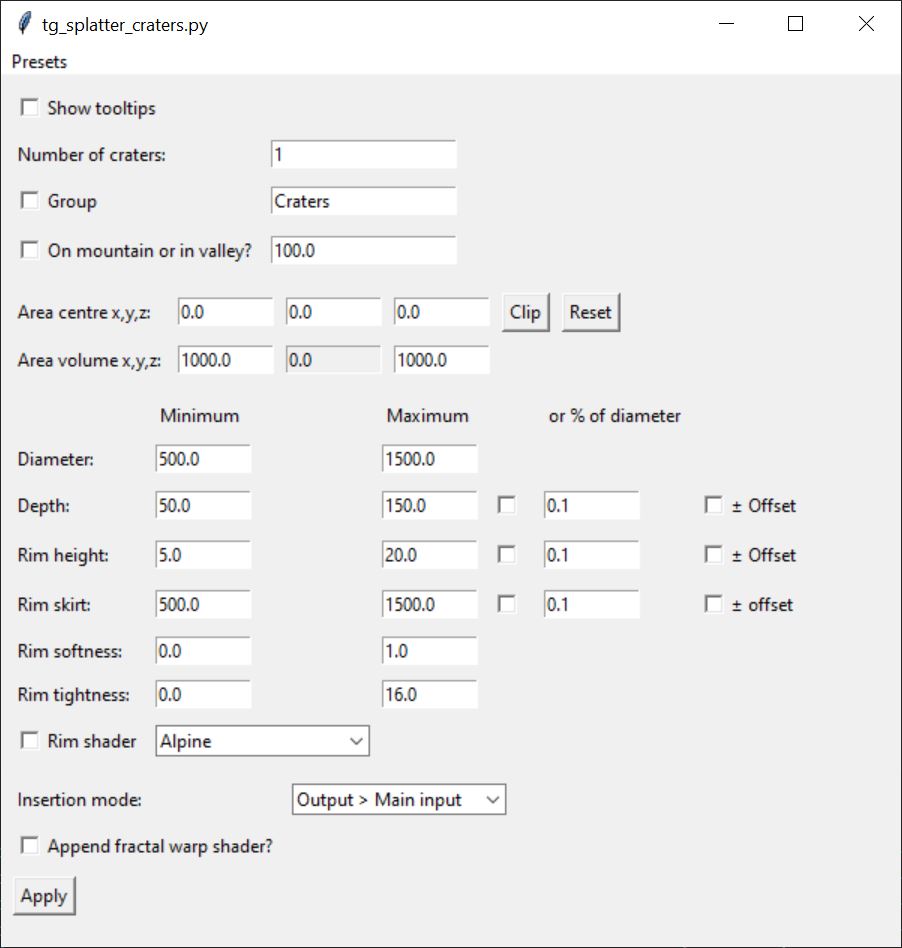 tg_splatter_craters.py
Presets
Show tooltips
Number of craters: 1
Group Craters
On mountain or in valley? 100.0
Area centre x,y,z: 0.0 0.0 0.0 Clip Reset
Area volume x,y,z: 1000.0 0.0 1000.0
Minimum Maximum or % of diameter
Diameter: 500.0 1500.0
Depth: 50.0 150.0 0.1 ± Offset
Rim height: 5.0 20.0 0.1 ± Offset
Rim skirt: 500.0 1500.0 0.1 ± offset
Rim softness: 0.0 1.0
Rim tightness: 0.0 16.0
Rim shader Alpine
Insertion mode: Output > Main input
Append fractal warp shader?
Apply